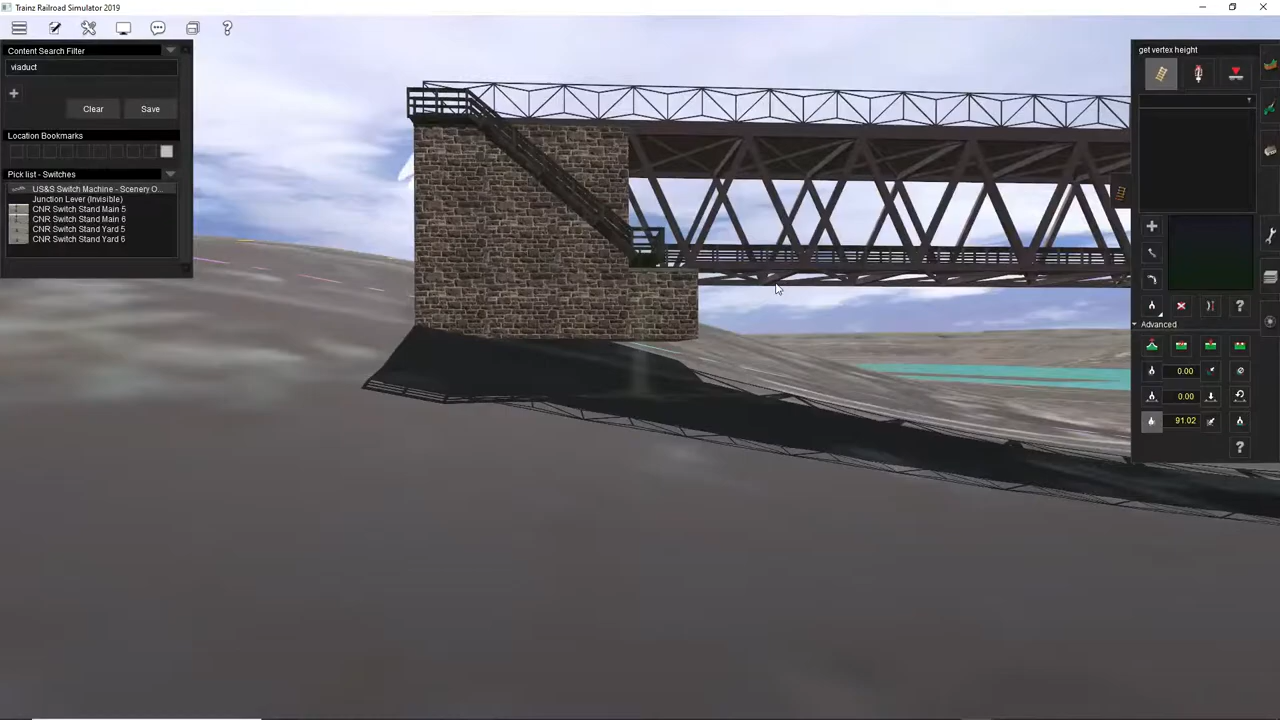 Trainz Railroad Simulator 2019
Content Search Filter
viaduct
Clear
Save
Location Bookmarks
Pick list - Switches
US&S Switch Machine - Scenery O...
Junction Lever (Invisible)
CNR Switch Stand Main 5
CNR Switch Stand Main 6
CNR Switch Stand Yard 5
CNR Switch Stand Yard 6
get vertex height
Advanced
0.00
0.00
91.02